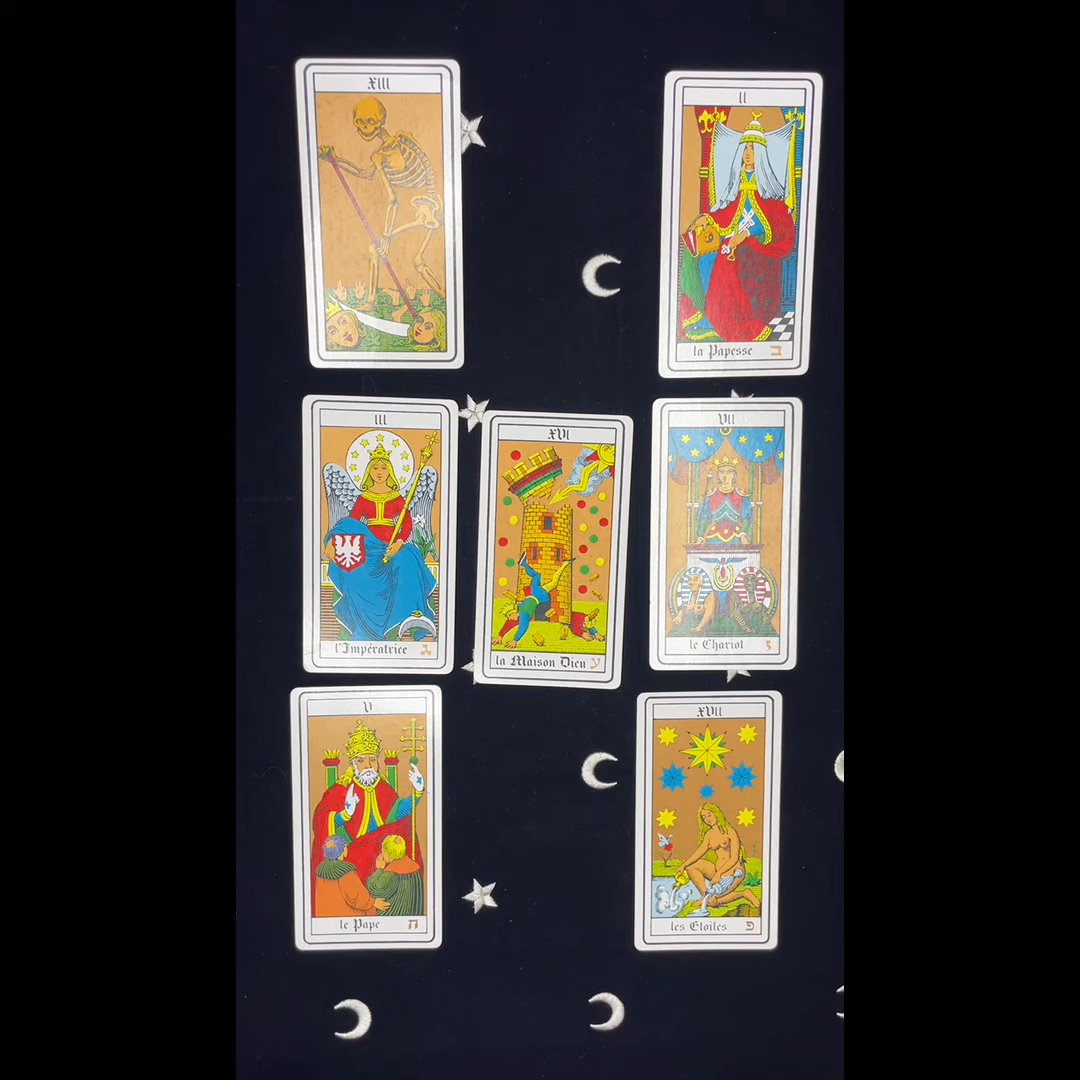 XIII
II
la Papesse ב
III
l'Impératrice ג
XVI
la Maison Dieu ע
VII
le Chariot ז
V
le Pape ה
XVII
les Etoiles פ